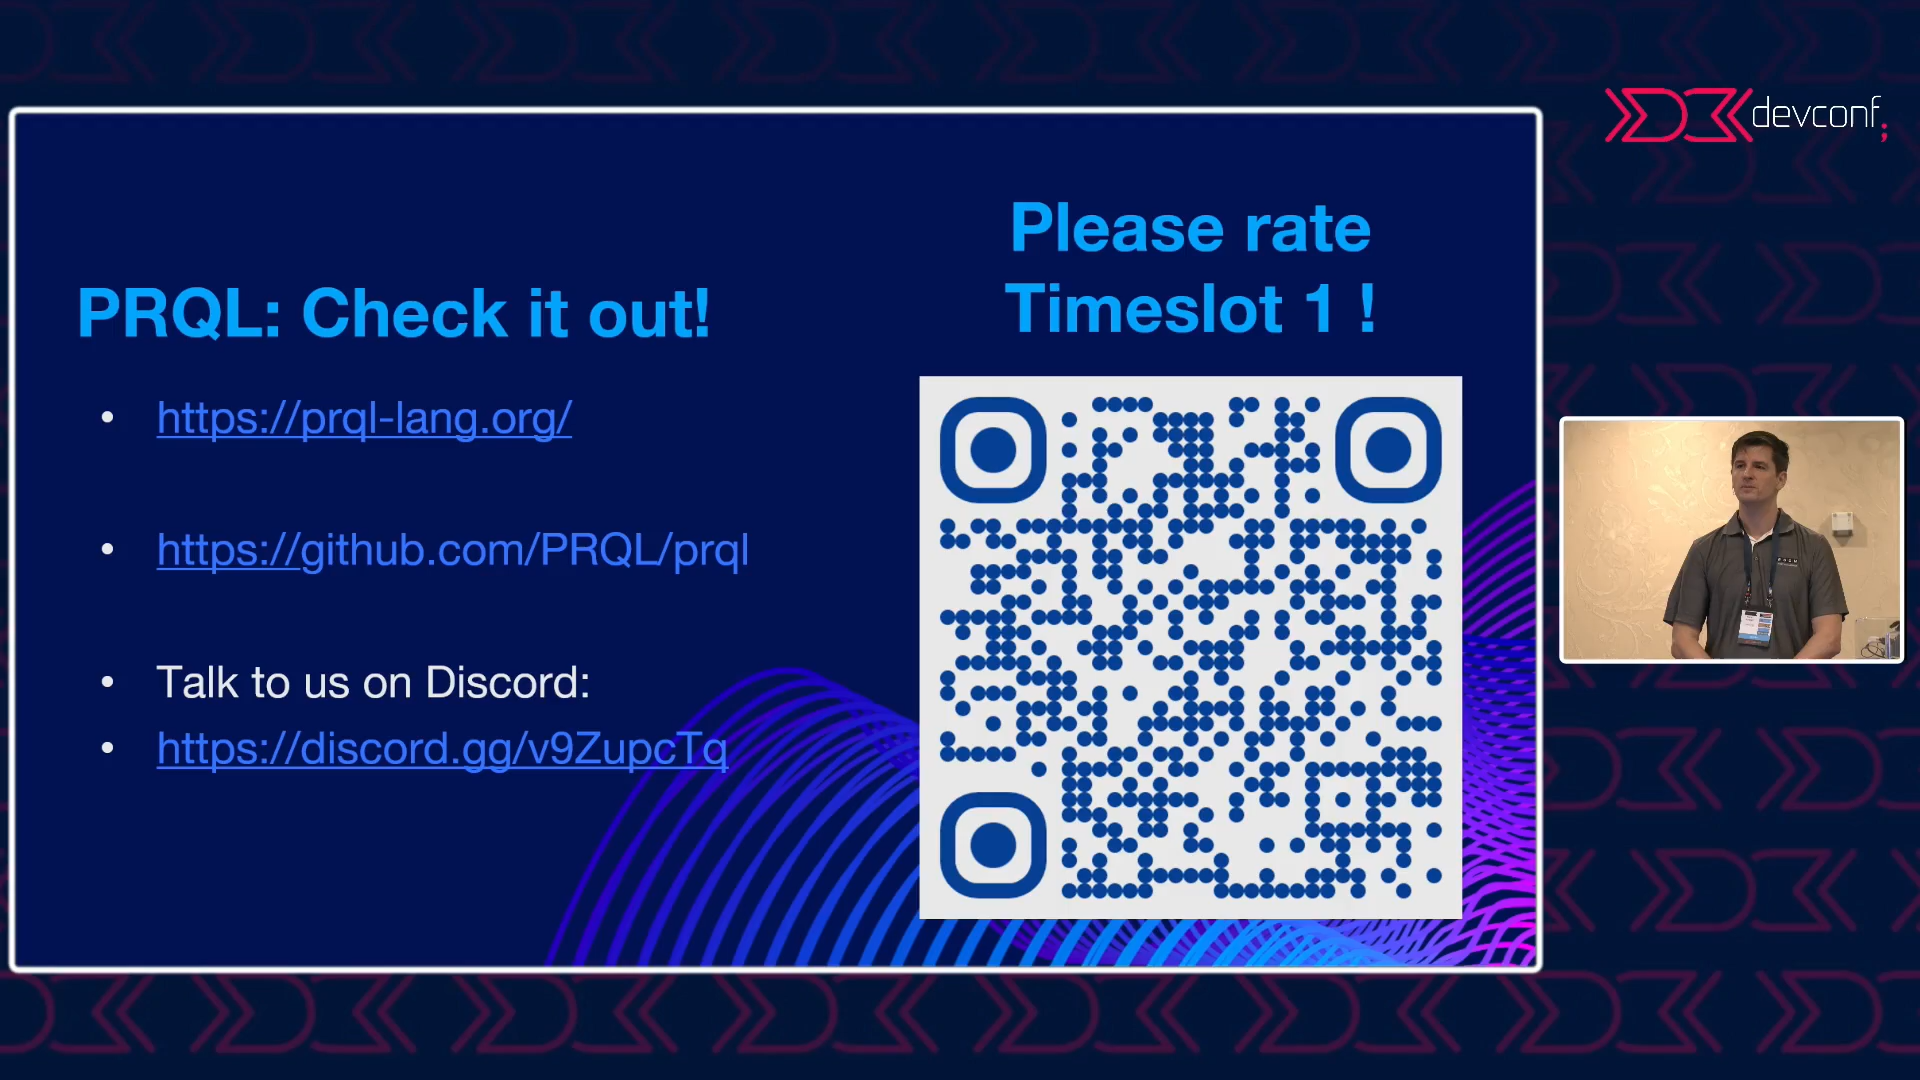 devconf;
PRQL: Check it out!
https://prql-lang.org/
https://github.com/PRQL/prql
Talk to us on Discord:
https://discord.gg/v9ZupcTq
Please rate
Timeslot 1 !